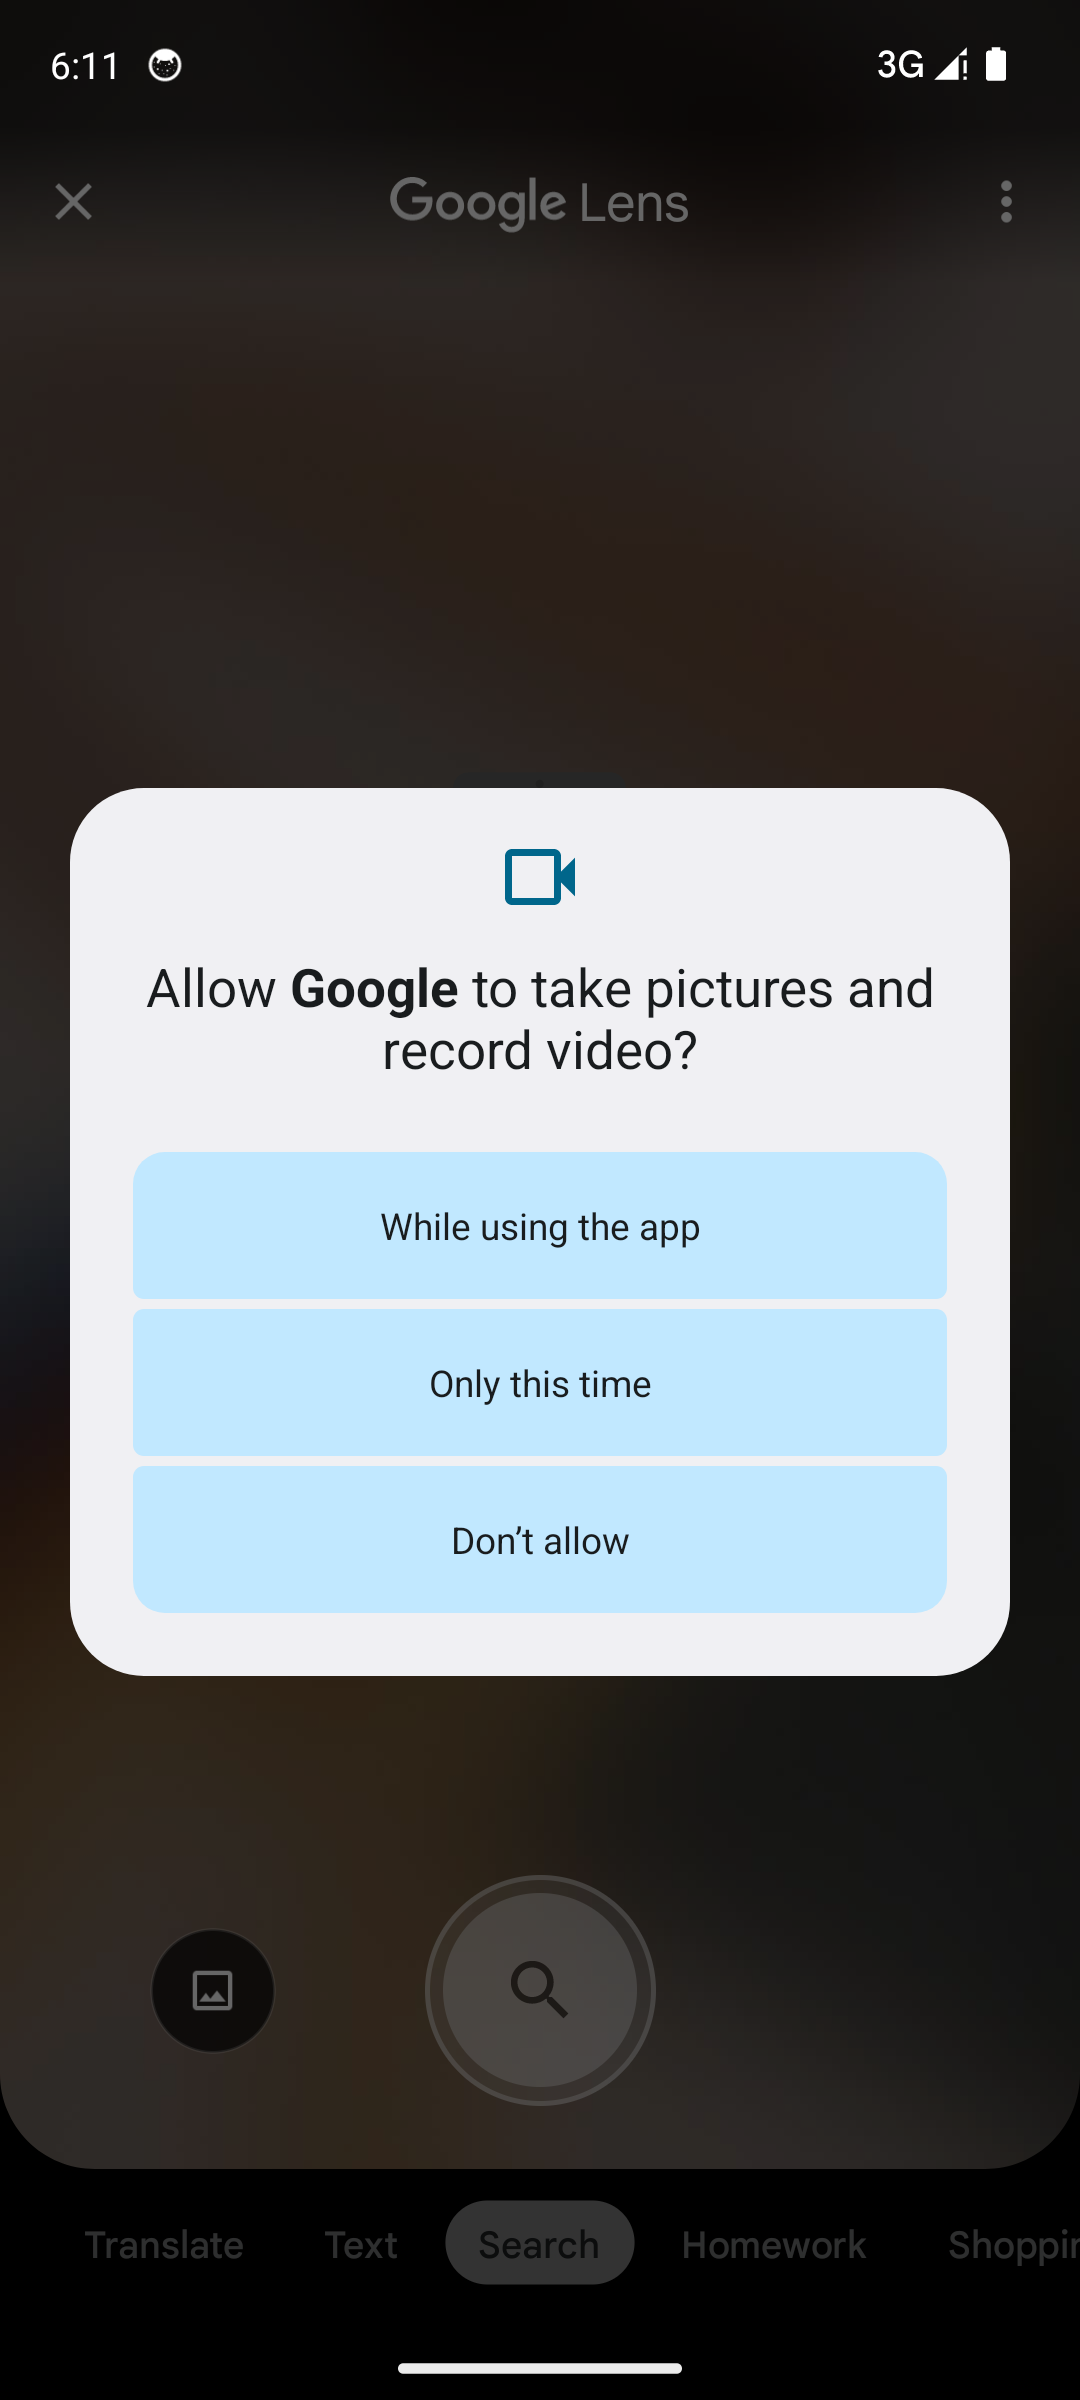 6:11
3G
Google Lens
Allow Google to take pictures and
record video?
While using the app
Only this time
Don’t allow
Translate
Text
Search
Homework
Shoppin